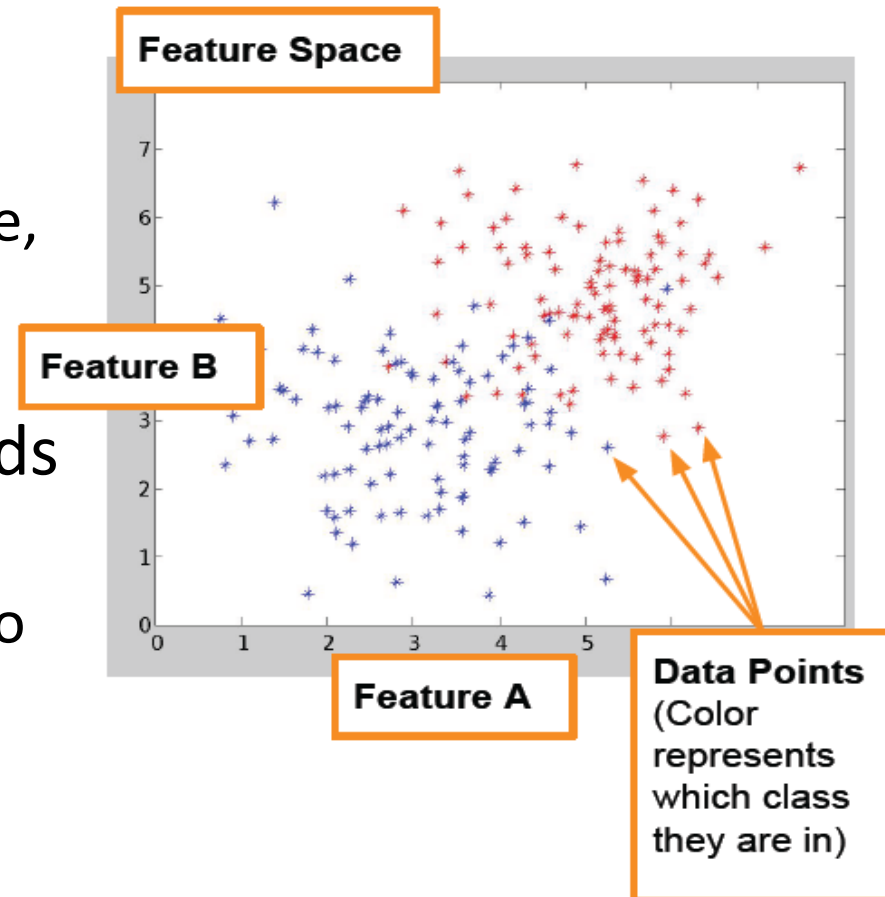 Feature Space
e,
7
6
5
Feature B
3
ds
2
1
o
0
0 1 2 3 4 5
Feature A
Data Points
(Color
represents
which class
they are in)